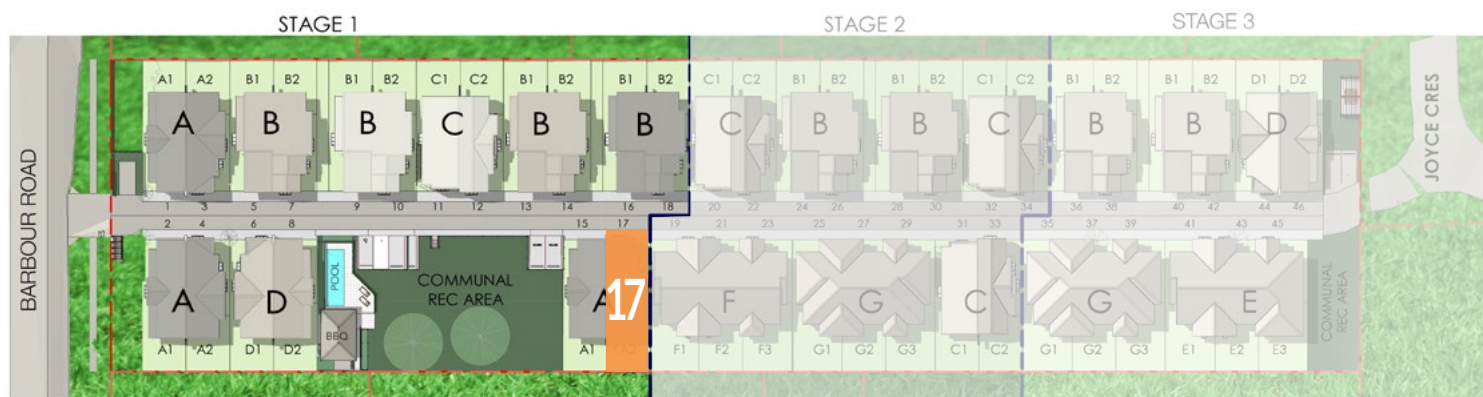 STAGE 1
STAGE 2
STAGE 3
A1 A2 B1 B2 B1 B2 C1 C2 B1 B2 B1 B2 C1 C2 B1 B2 B1 B2 C1 C2 B1 B2 B1 B2 D1 D2
A B B C B B C B B C B B D
1 3 5 7 9 10 11 12 13 14 16 18 20 22 24 26 28 30 32 34 36 38 40 42 44 46
2 4 6 8 15 17 19 21 23 25 27 29 31 33 35 37 39 41 43 45
BARBOUR ROAD
JOYCE CRES
POOL
BBQ
COMMUNAL
REC AREA
A D A 17 F G C G E
COMMUNAL
REC AREA
A1 A2 D1 D2 A1 A2 F1 F2 F3 G1 G2 G3 C1 C2 G1 G2 G3 E1 E2 E3